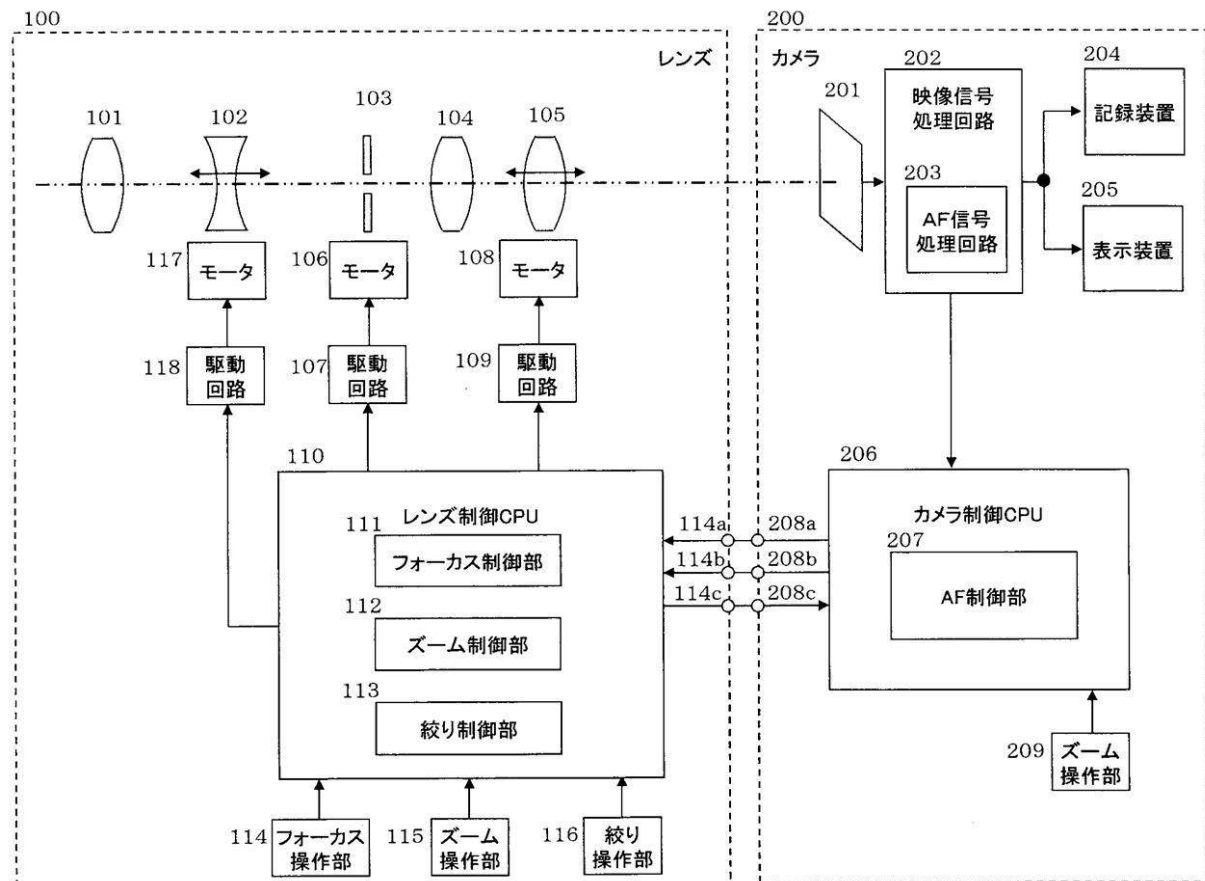 100
レンズ
101
102
103
104
105
117
モータ
106
モータ
108
モータ
118
駆動
回路
107
駆動
回路
109
駆動
回路
110
レンズ制御CPU
111
フォーカス制御部
112
ズーム制御部
113
絞り制御部
114a
114b
114c
114
フォーカス
操作部
115
ズーム
操作部
116
絞り
操作部
200
カメラ
201
202
映像信号
処理回路
203
AF信号
処理回路
204
記録装置
205
表示装置
206
カメラ制御CPU
207
AF制御部
208a
208b
208c
209
ズーム
操作部